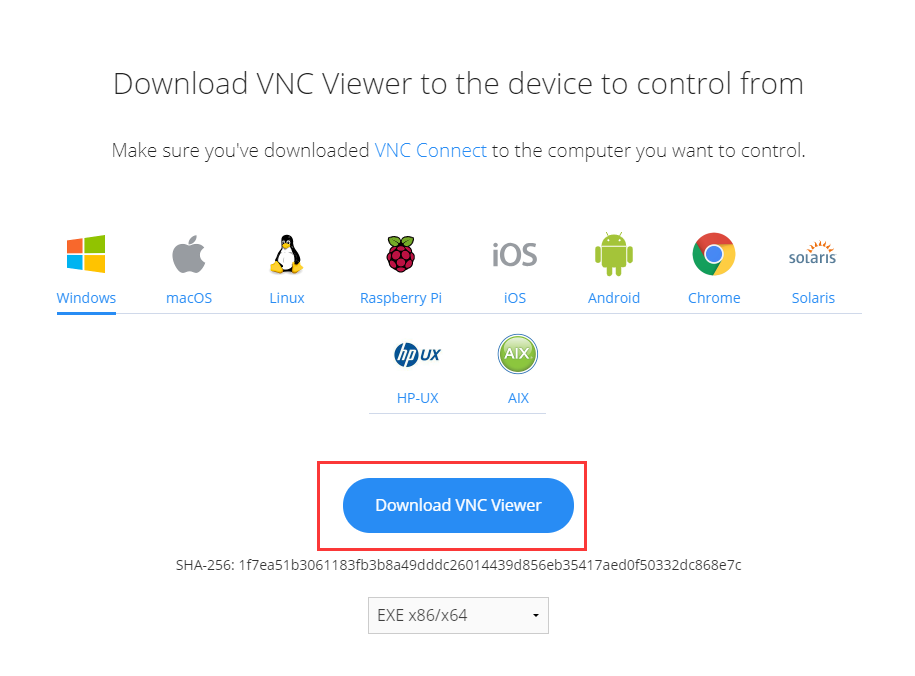 Download VNC Viewer to the device to control from
Make sure you've downloaded VNC Connect to the computer you want to control.
iOS
solaris
Windows
macOS
Linux
Raspberry Pi
iOS
Android
Chrome
Solaris
hp UX
AIX
HP-UX
AIX
Download VNC Viewer
SHA-256: 1f7ea51b3061183fb3b8a49dddc26014439d856eb35417aed0f50332dc868e7c
EXE x86/x64